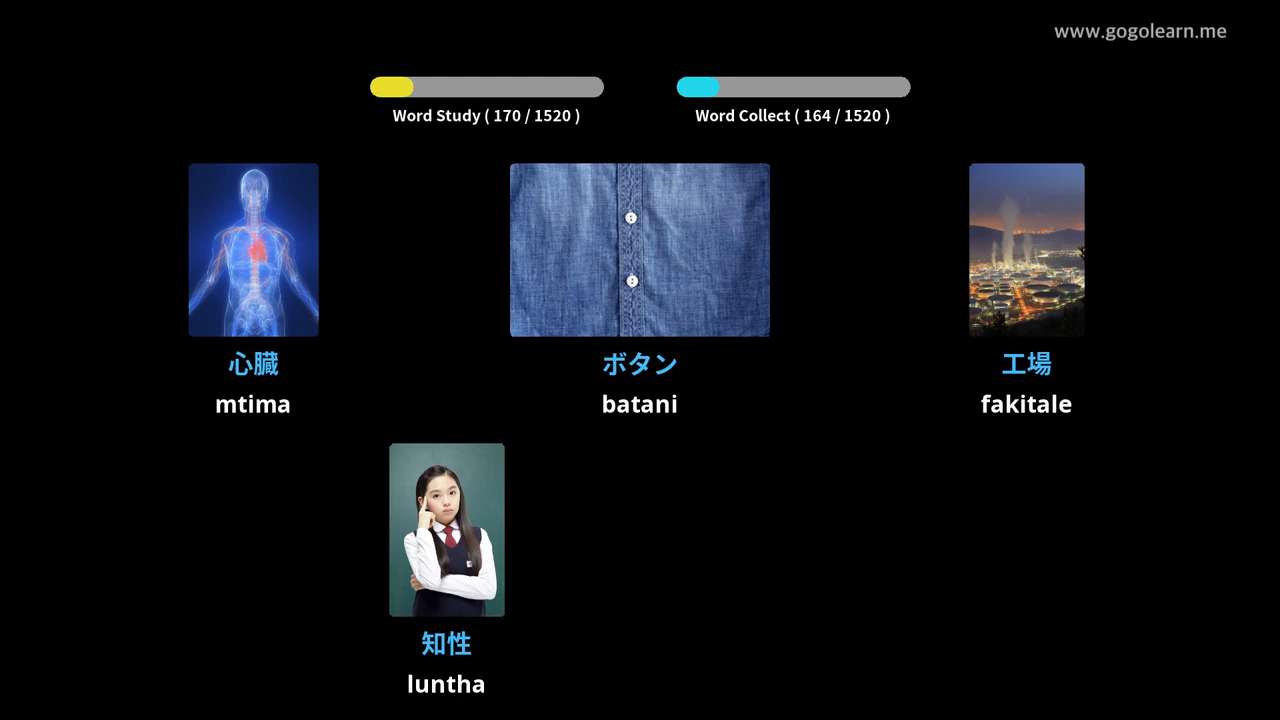 www.gogolearn.me
Word Study ( 170 / 1520 )
Word Collect ( 164 / 1520 )
心臓
ボタン
工場
mtima
batani
fakitale
知性
luntha